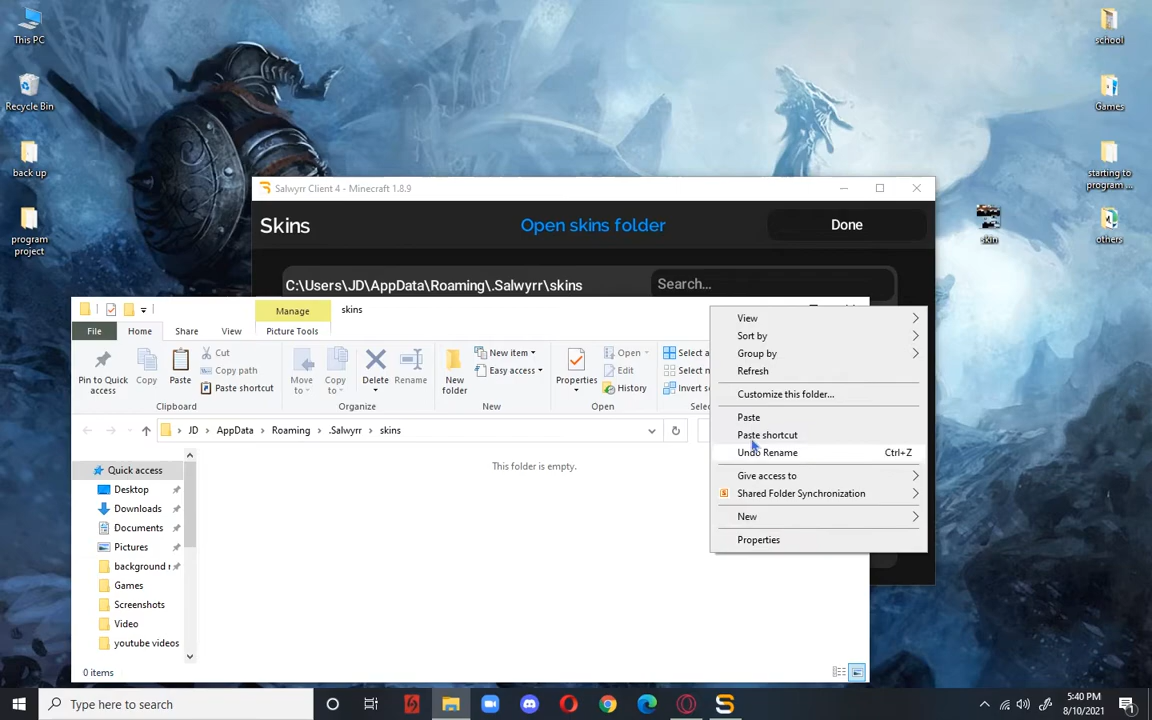 This PC
Recycle Bin
back up
program
project
school
Games
starting to
program ...
skin
others
Salwyrr Client 4 - Minecraft 1.8.9
Skins
Open skins folder
Done
C:\Users\JD\AppData\Roaming\.Salwyrr\skins
Search...
Manage
skins
File
Home
Share
View
Picture Tools
Pin to Quick
access
Copy
Paste
Cut
Copy path
Paste shortcut
Clipboard
Move
to
Copy
to
Delete
Rename
Organize
New
folder
New item
Easy access
New
Properties
Open
Edit
History
Open
Select a
Select n
Invert s
Selec
JD
AppData
Roaming
.Salwyrr
skins
This folder is empty.
Quick access
Desktop
Downloads
Documents
Pictures
background r
Games
Screenshots
Video
youtube videos
0 items
View
Sort by
Group by
Refresh
Customize this folder...
Paste
Paste shortcut
Undo Rename Ctrl+Z
Give access to
Shared Folder Synchronization
New
Properties
Type here to search
5:40 PM
8/10/2021
1